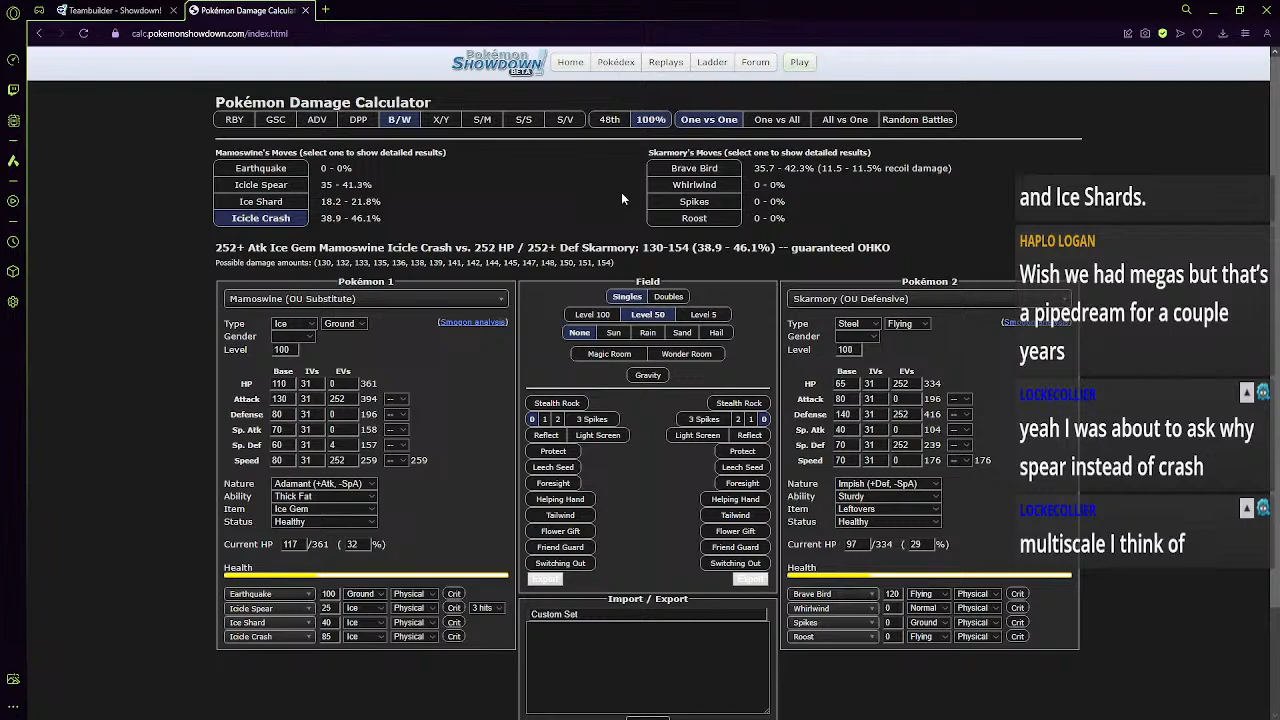 Teambuilder - Showdown!
Pokémon Damage Calculat
calc.pokemonshowdown.com/index.html
Pokémon SHOWDOWN! BETA
Home Pokédex Replays Ladder Forum Play
Pokémon Damage Calculator
RBY GSC ADV DPP B/W X/Y S/M S/S S/V 48th 100% One vs One One vs All All vs One Random Battles
Mamoswine's Moves (select one to show detailed results)
Earthquake 0 - 0%
Icicle Spear 35 - 41.3%
Ice Shard 18.2 - 21.8%
Icicle Crash 38.9 - 46.1%
Skarmory's Moves (select one to show detailed results)
Brave Bird 35.7 - 42.3% (11.5 - 11.5% recoil damage)
Whirlwind 0 - 0%
Spikes 0 - 0%
Roost 0 - 0%
252+ Atk Ice Gem Mamoswine Icicle Crash vs. 252 HP / 252+ Def Skarmory: 130-154 (38.9 - 46.1%) -- guaranteed OHKO
Possible damage amounts: (130, 132, 133, 135, 136, 138, 139, 141, 142, 144, 145, 147, 148, 150, 151, 154)
Pokémon 1
Mamoswine (OU Substitute)
Type Ice Ground (Smogon analysis)
Gender
Level 100
Base IVs EVs
HP 110 31 0 361
Attack 130 31 252 394 --
Defense 80 31 0 196 --
Sp. Atk 70 31 0 158 --
Sp. Def 60 31 4 157 --
Speed 80 31 252 259 -- 259
Nature Adamant (+Atk, -SpA)
Ability Thick Fat
Item Ice Gem
Status Healthy
Current HP 117 /361 ( 32 %)
Health
Earthquake 100 Ground Physical Crit
Icicle Spear 25 Ice Physical Crit 3 hits
Ice Shard 40 Ice Physical Crit
Icicle Crash 85 Ice Physical Crit
Field
Singles Doubles
Level 100 Level 50 Level 5
None Sun Rain Sand Hail
Magic Room Wonder Room
Gravity
Stealth Rock Stealth Rock
0 1 2 3 Spikes 3 Spikes 2 1 0
Reflect Light Screen Light Screen Reflect
Protect Protect
Leech Seed Leech Seed
Foresight Foresight
Helping Hand Helping Hand
Tailwind Tailwind
Flower Gift Flower Gift
Friend Guard Friend Guard
Switching Out Switching Out
Export Export
Import / Export
Custom Set
Pokémon 2
Skarmory (OU Defensive)
Type Steel Flying
Gender
Level 100
Base IVs EVs
HP 65 31 252 334
Attack 80 31 0 196 --
Defense 140 31 252 416 --
Sp. Atk 40 31 0 104 --
Sp. Def 70 31 252 239 --
Speed 70 31 0 176 -- 176
Nature Impish (+Def, -SpA)
Ability Sturdy
Item Leftovers
Status Healthy
Current HP 97 /334 ( 29 %)
Health
Brave Bird 120 Flying Physical Crit
Whirlwind 0 Normal Physical Crit
Spikes 0 Ground Physical Crit
Roost 0 Flying Physical Crit
and Ice Shards.
HAPLO LOGAN
Wish we had megas but that's
a pipedream for a couple
years
LOCKECOLLIER
yeah I was about to ask why
spear instead of crash
LOCKECOLLIER
multiscale I think of